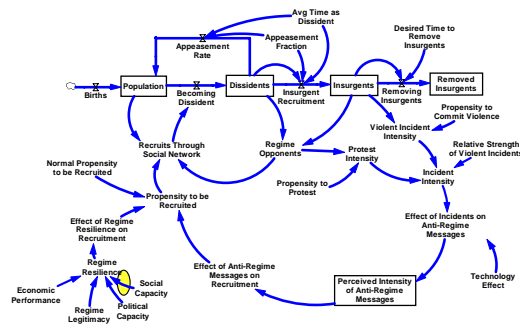 Avg Time as
Dissident
Appeasement
Fraction
Desired Time to
Remove
Insurgents
Appeasement
Rate
Population
Dissidents
Insurgents
Removed
Insurgents
Births
Becoming
Dissident
Insurgent
Recruitment
Removing
Insurgents
Propensity to
Commit Violence
Violent Incident
Intensity
Recruits Through
Social Network
Regime
Opponents
Protest
Intensity
Relative Strength
of Violent Incidents
Normal Propensity
to be Recruited
Incident
Intensity
Propensity to
Protest
Propensity to be
Recruited
Effect of Regime
Resilience on
Recruitment
Effect of Incidents on
Anti-Regime
Messages
Regime
Resilience
Effect of Anti-Regime
Messages on
Recruitment
Social
Capacity
Economic
Performance
Political
Capacity
Regime
Legitimacy
Perceived Intensity
of Anti-Regime
Messages
Technology
Effect